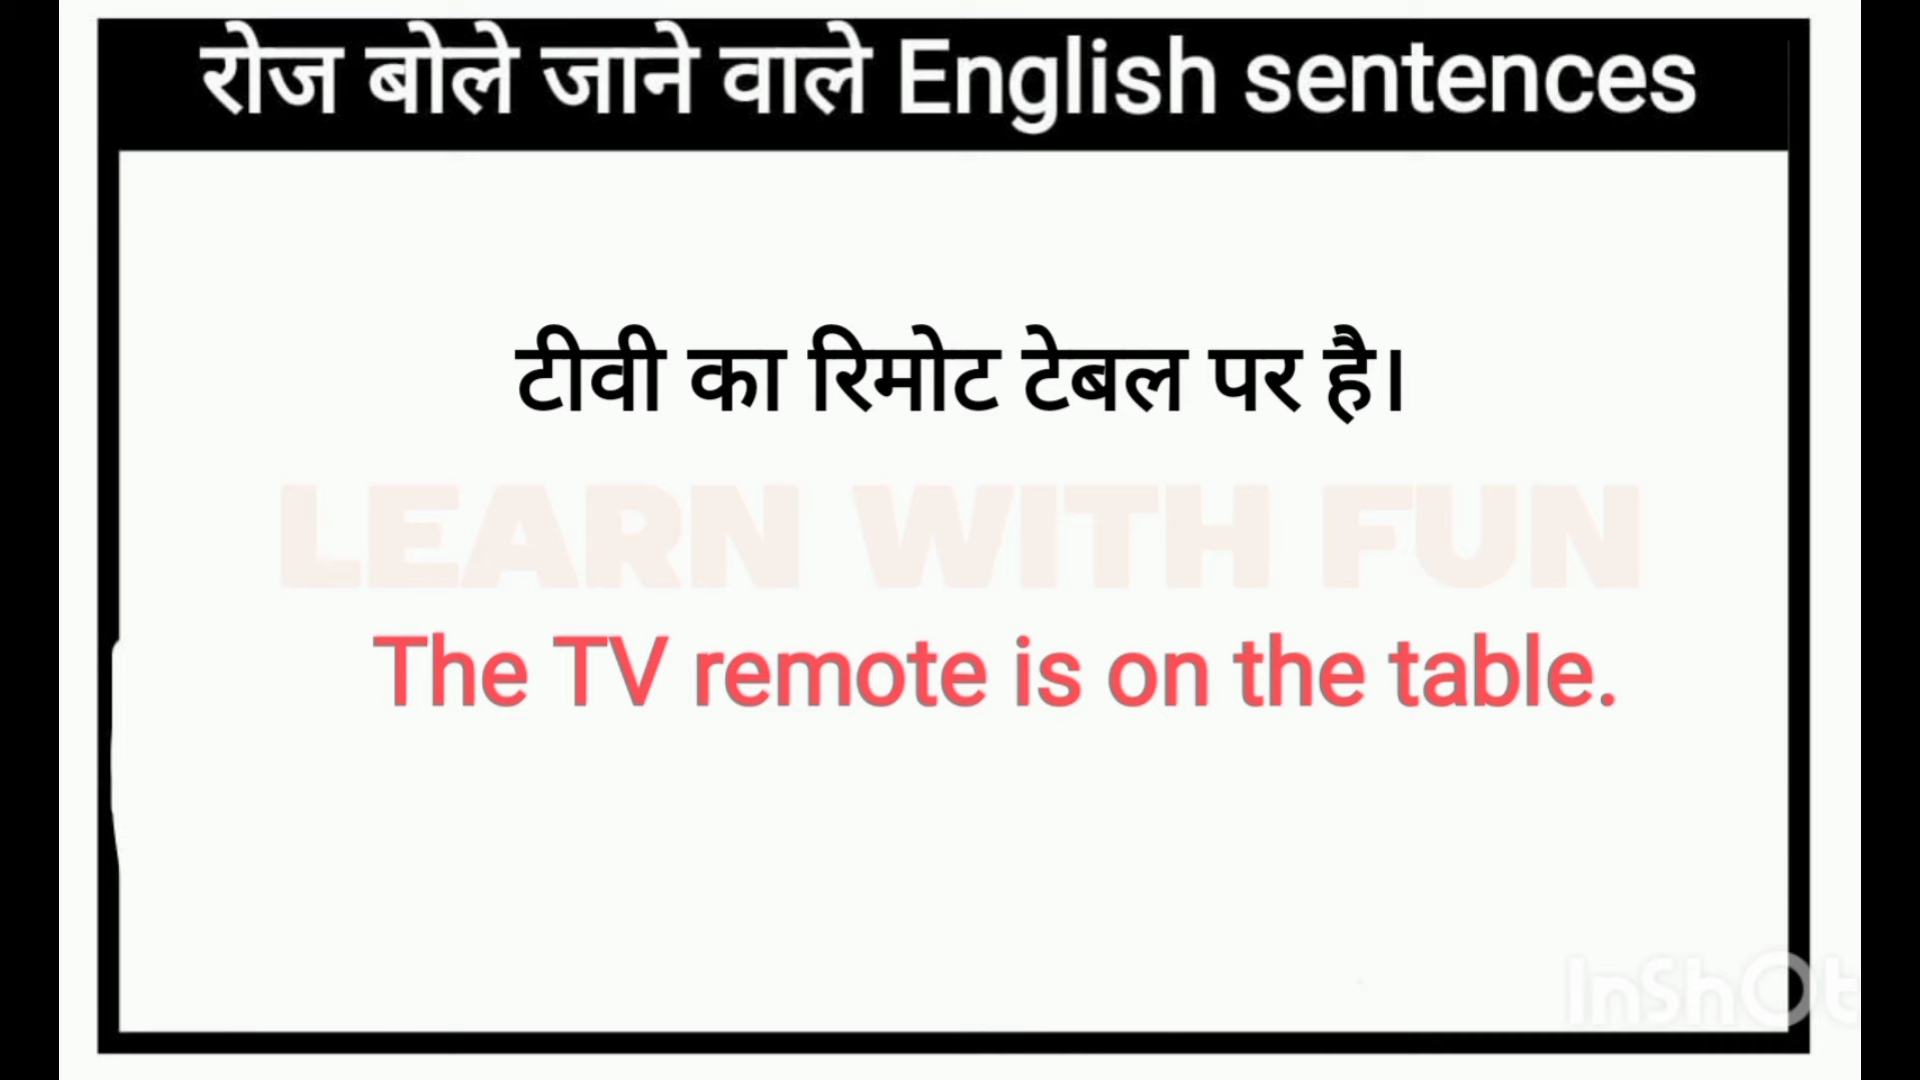 रोज बोले जाने वाले English sentences
टीवी का रिमोट टेबल पर है।
LEARN WITH FUN
The TV remote is on the table.
InShOt